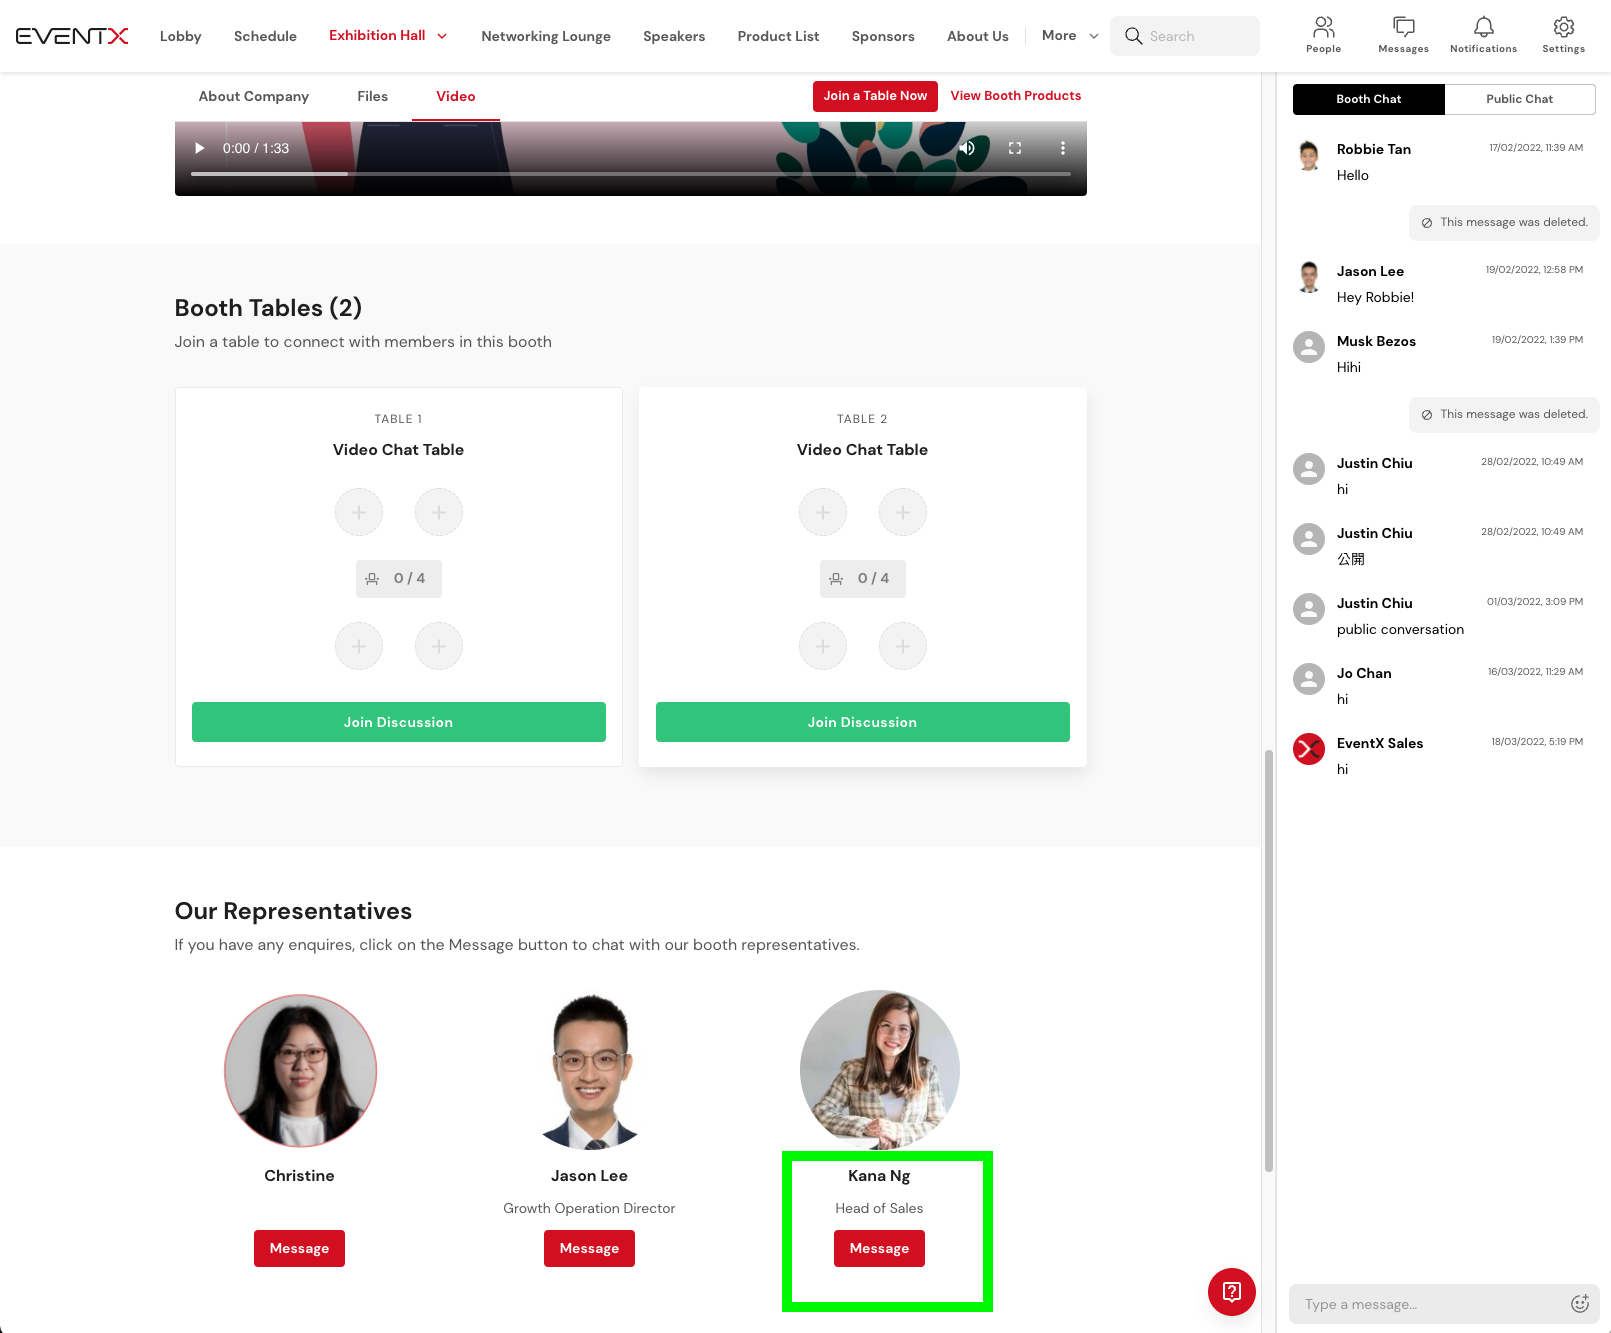 EVENTX
Lobby
Schedule
Exhibition Hall
Networking Lounge
Speakers
Product List
Sponsors
About Us
More
Search
People
Messages
Notifications
Settings
About Company
Files
Video
Join a Table Now
View Booth Products
0:00 / 1:33
Booth Tables (2)
Join a table to connect with members in this booth
TABLE 1
Video Chat Table
0 / 4
Join Discussion
TABLE 2
Video Chat Table
0 / 4
Join Discussion
Our Representatives
If you have any enquires, click on the Message button to chat with our booth representatives.
Christine
Message
Jason Lee
Growth Operation Director
Message
Kana Ng
Head of Sales
Message
Booth Chat
Public Chat
Robbie Tan
17/02/2022, 11:39 AM
Hello
This message was deleted.
Jason Lee
19/02/2022, 12:58 PM
Hey Robbie!
Musk Bezos
19/02/2022, 1:39 PM
Hihi
This message was deleted.
Justin Chiu
28/02/2022, 10:49 AM
hi
Justin Chiu
28/02/2022, 10:49 AM
公開
Justin Chiu
01/03/2022, 3:09 PM
public conversation
Jo Chan
16/03/2022, 11:29 AM
hi
EventX Sales
18/03/2022, 5:19 PM
hi
Type a message...